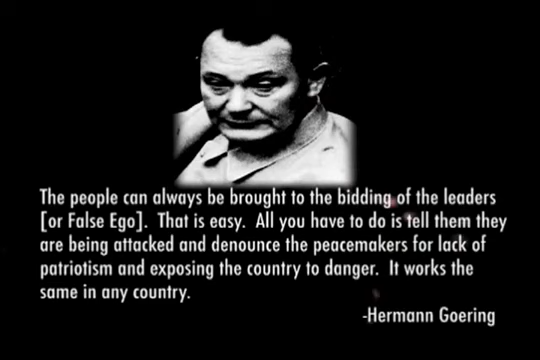 The people can always be brought to the bidding of the leaders
[or False Ego]. That is easy. All you have to do is tell them they
are being attacked and denounce the peacemakers for lack of
patriotism and exposing the country to danger. It works the
same in any country.
-Hermann Goering